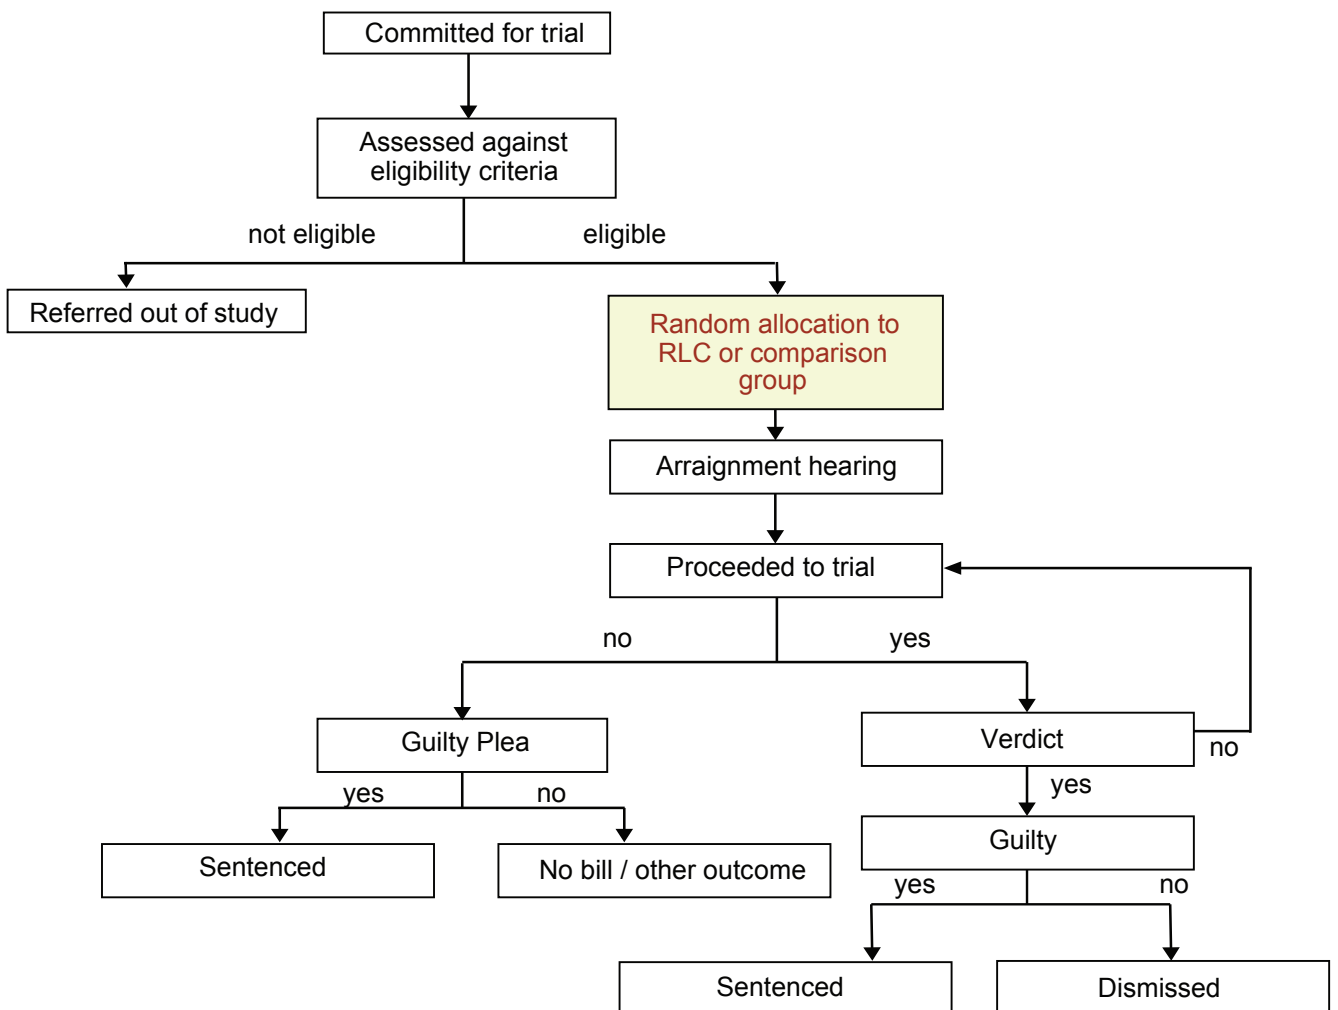 Committed for trial
Assessed against
eligibility criteria
not eligible
eligible
Referred out of study
Random allocation to
RLC or comparison
group
Arraignment hearing
Proceeded to trial
no
yes
Guilty Plea
Verdict
no
yes
no
yes
Sentenced
No bill / other outcome
Guilty
yes
no
Sentenced
Dismissed